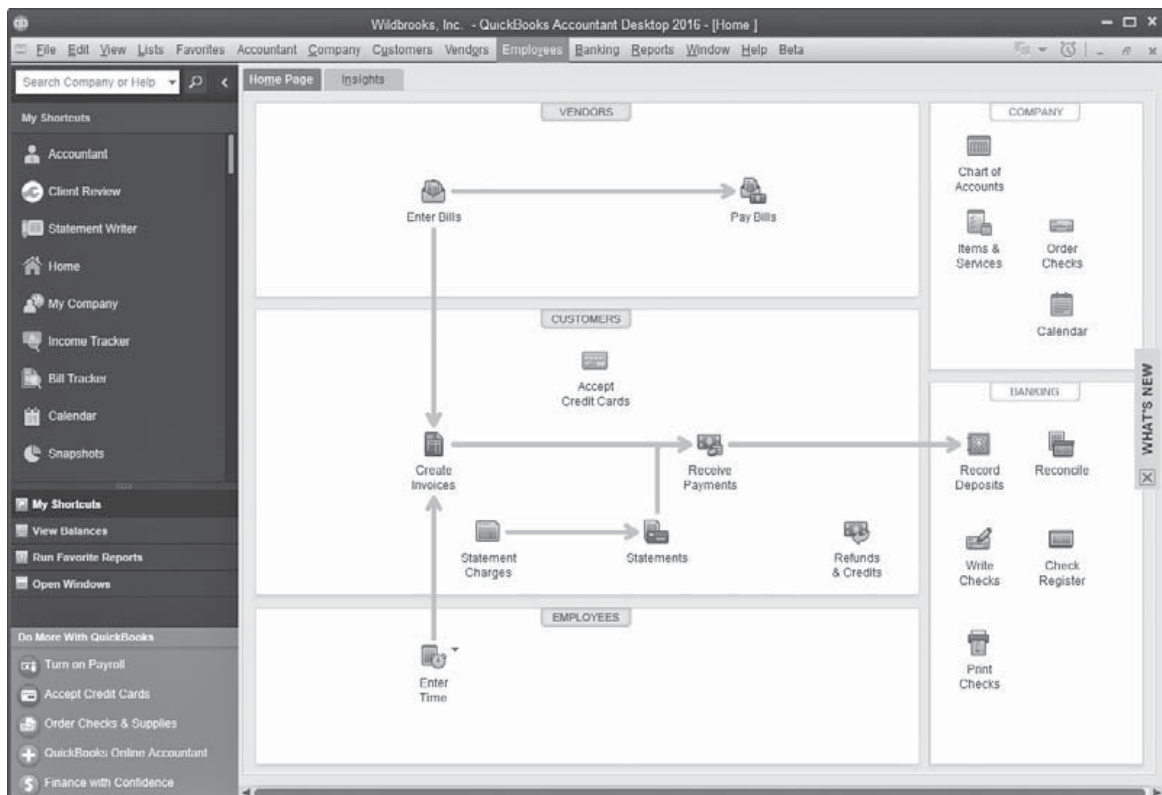 qb
Wildbrooks, Inc. - QuickBooks Accountant Desktop 2016 - [Home ]
File Edit View Lists Favorites Accountant Company Customers Vendors Employees Banking Reports Window Help Beta
Search Company or Help
Home Page
Insights
My Shortcuts
Accountant
Client Review
Statement Writer
Home
My Company
Income Tracker
Bill Tracker
Calendar
Snapshots
My Shortcuts
View Balances
Run Favorite Reports
Open Windows
Do More With QuickBooks
Turn on Payroll
Accept Credit Cards
Order Checks & Supplies
QuickBooks Online Accountant
Finance with Confidence
VENDORS
Enter Bills
Pay Bills
CUSTOMERS
Accept
Credit Cards
Create
Invoices
Receive
Payments
Statement
Charges
Statements
Refunds
& Credits
EMPLOYEES
Enter
Time
COMPANY
Chart of
Accounts
Items &
Services
Order
Checks
Calendar
BANKING
Record
Deposits
Reconcile
Write
Checks
Check
Register
Print
Checks
WHAT'S NEW